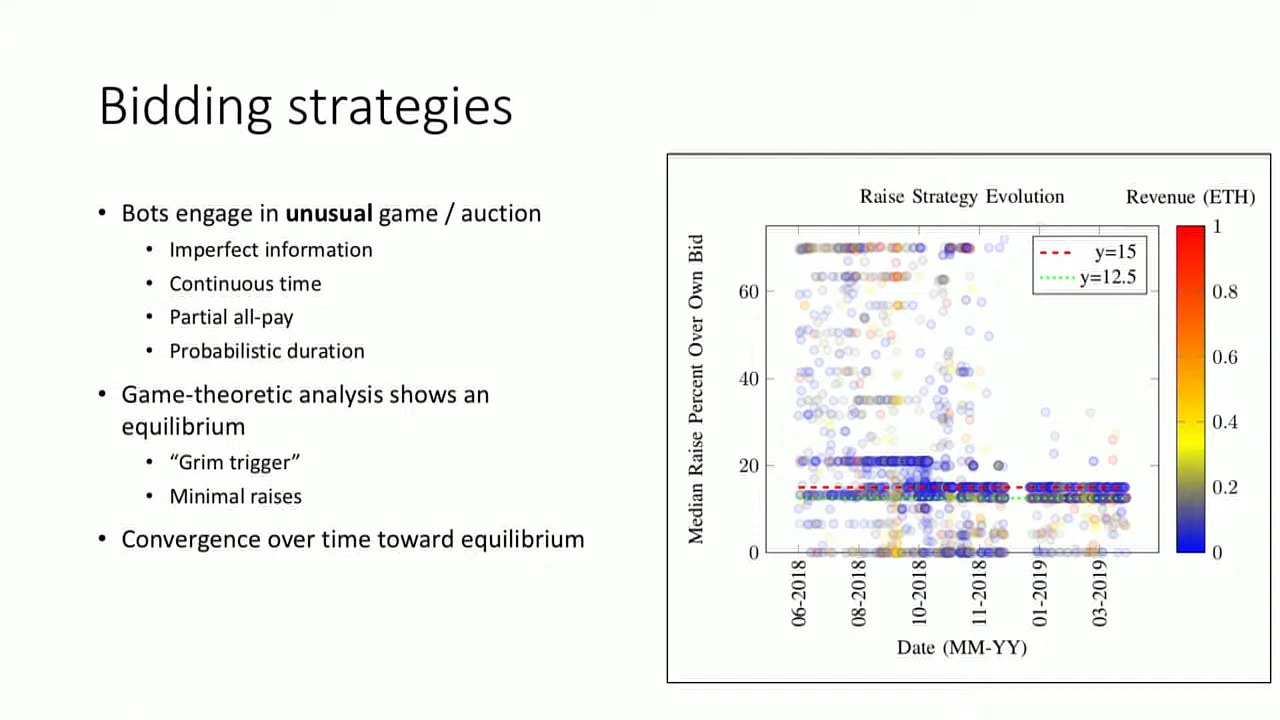 Bidding strategies
• Bots engage in unusual game / auction
• Imperfect information
• Continuous time
• Partial all-pay
• Probabilistic duration
• Game-theoretic analysis shows an
equilibrium
• “Grim trigger”
• Minimal raises
• Convergence over time toward equilibrium
Raise Strategy Evolution
Revenue (ETH)
Median Raise Percent Over Own Bid
60
40
20
0
y=15
y=12.5
1
0.8
0.6
0.4
0.2
0
06-2018
08-2018
10-2018
11-2018
01-2019
03-2019
Date (MM-YY)